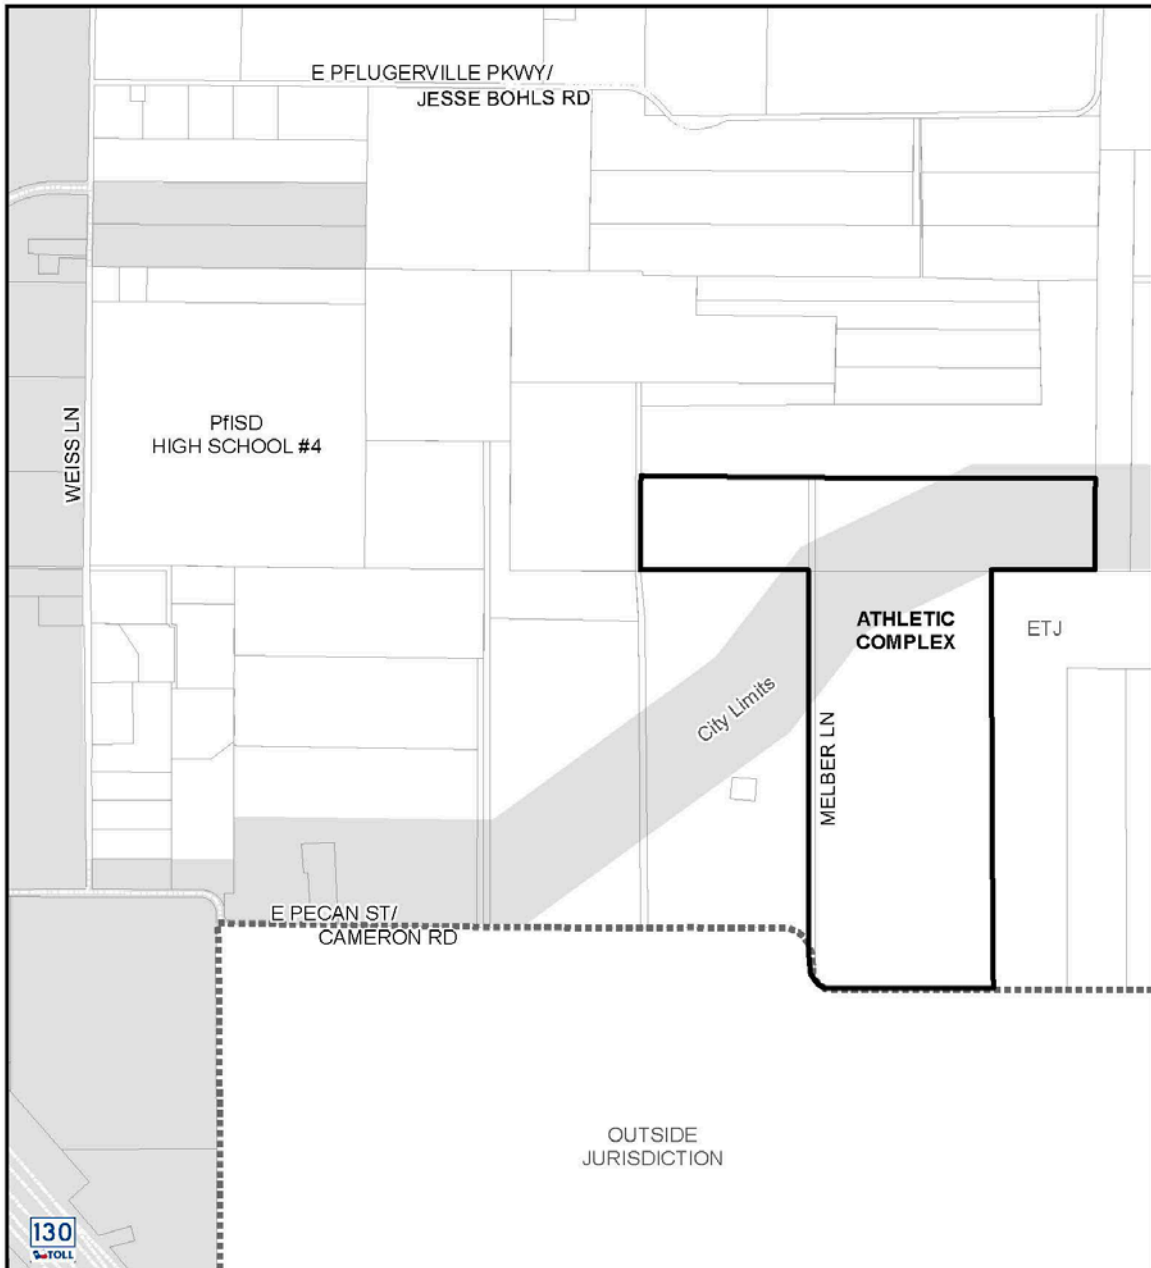 E PFLUGERVILLE PKWY/
JESSE BOHLS RD
WEISS LN
PfISD
HIGH SCHOOL #4
ATHLETIC
COMPLEX
ETJ
City Limits
MELBER LN
E PECAN ST/
CAMERON RD
OUTSIDE
JURISDICTION
130
TOLL